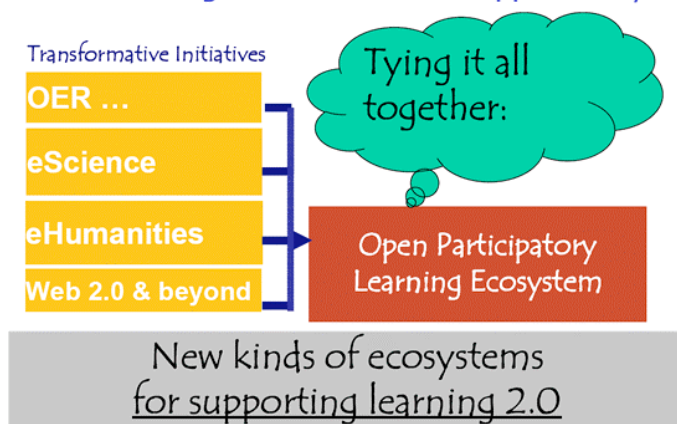 Transformative Initiatives
OER ...
eScience
eHumanities
Web 2.0 & beyond
Tying it all
together:
Open Participatory
Learning Ecosystem
New kinds of ecosystems
for supporting learning 2.0